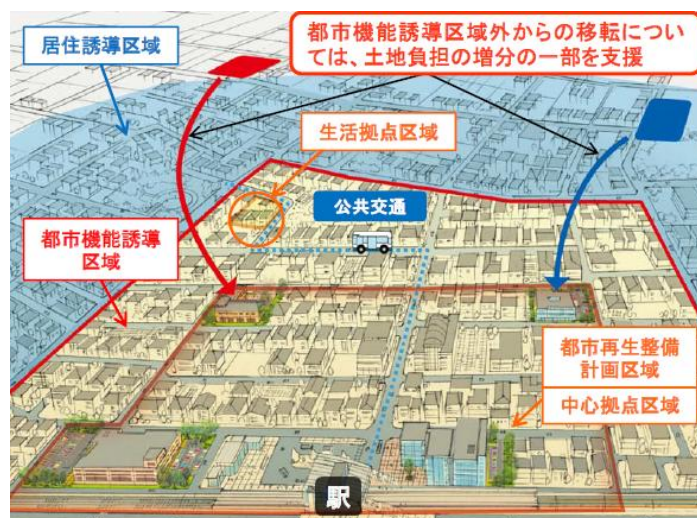 都市機能誘導区域外からの移転につい
ては、土地負担の増分の一部を支援
居住誘導区域
生活拠点区域
公共交通
都市機能誘導
区域
都市再生整備
計画区域
中心拠点区域
駅